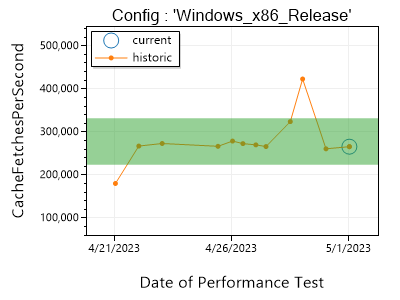 Config : 'Windows_x86_Release'
CacheFetchesPerSecond
500,000
400,000
300,000
200,000
100,000
current
historic
4/21/2023
4/26/2023
5/1/2023
Date of Performance Test